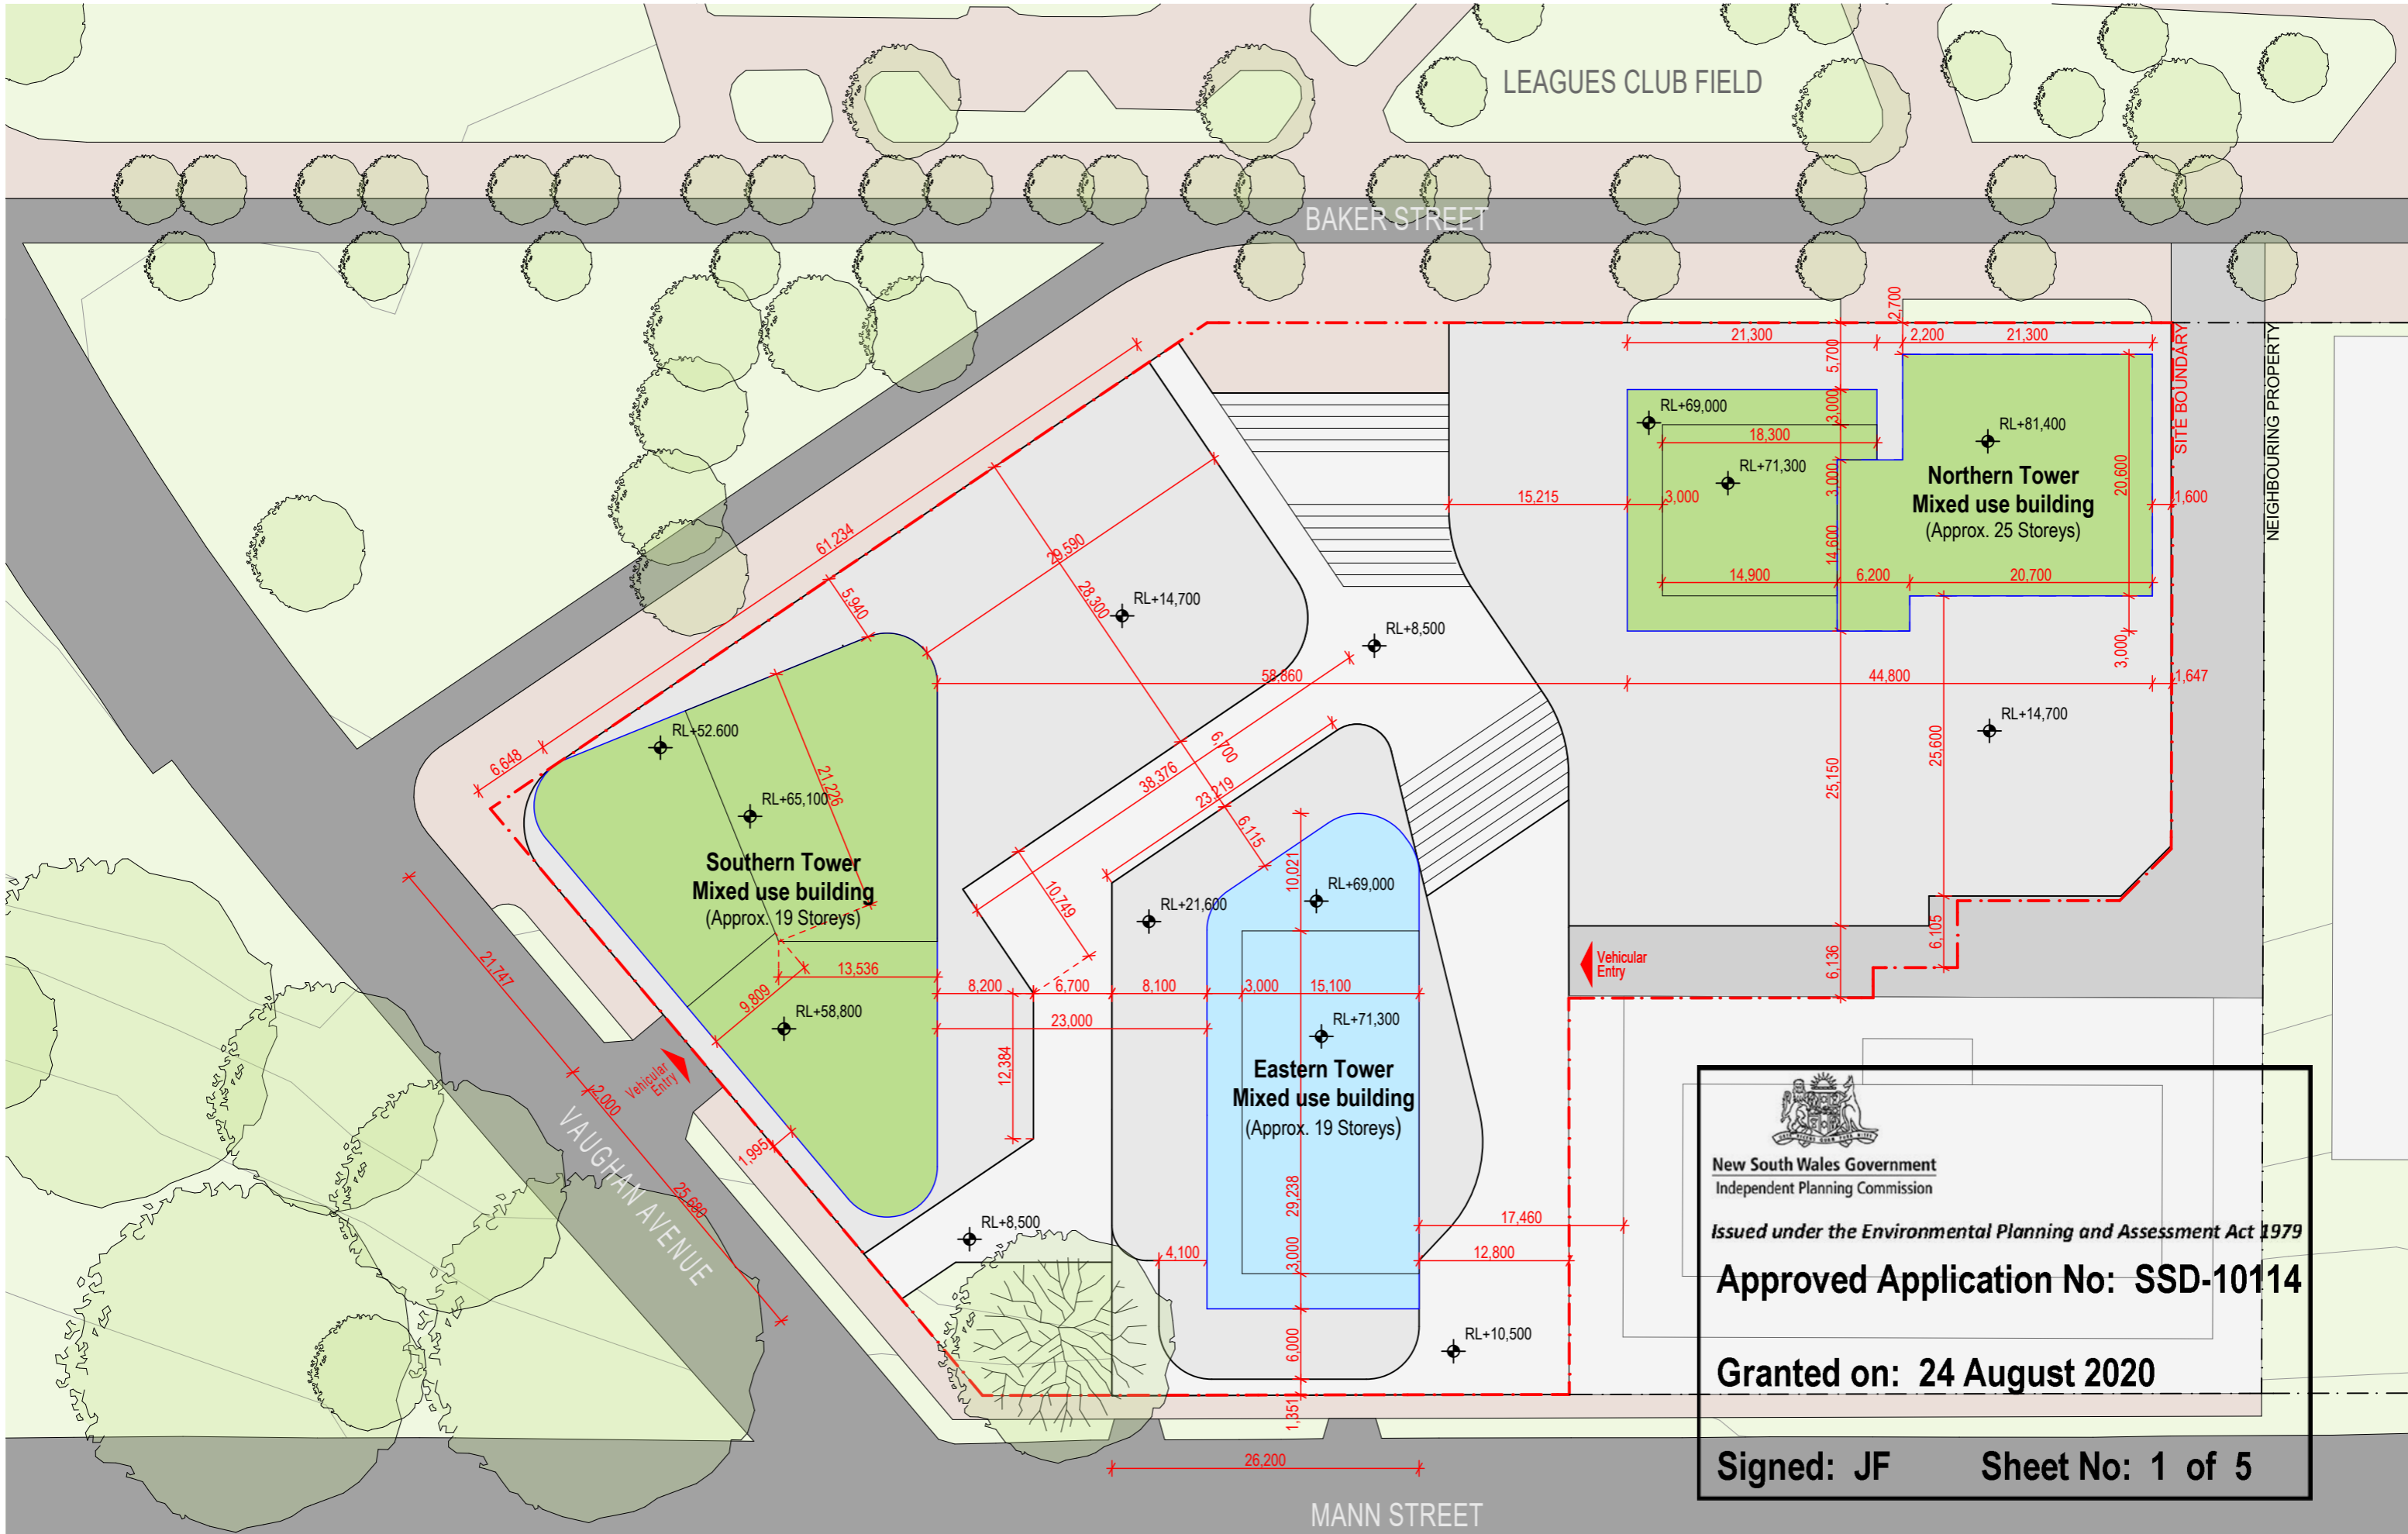 LEAGUES CLUB FIELD
BAKER STREET
2,700
21,300
2,200
21,300
5,700
SITE BOUNDARY
NEIGHBOURING PROPERTY
RL+69,000
3,000
18,300
RL+81,400
RL+71,300
Northern Tower
Mixed use building
(Approx. 25 Storeys)
3,000
20,600
15,215
3,000
1,600
14,600
14,900
6,200
20,700
61,234
29,590
28,300
5,940
RL+14,700
RL+8,500
3,000
58,860
44,800
1,647
RL+14,700
25,600
25,150
RL+52.600
6,648
21,226
RL+65,100
6,700
38,376
23,219
6,115
10,021
Southern Tower
Mixed use building
(Approx. 19 Storeys)
RL+69,000
RL+21,600
10,749
6,105
6,136
Vehicular
Entry
21,747
13,536
9,809
8,200
6,700
8,100
3,000
15,100
RL+58,800
23,000
RL+71,300
12,384
Eastern Tower
Mixed use building
(Approx. 19 Storeys)
Vehicular
Entry
2,000
VAUGHAN AVENUE
1,995
25,680
29,238
RL+8,500
17,460
4,100
3,000
12,800
6,000
RL+10,500
1,351
26,200
MANN STREET
New South Wales Government
Independent Planning Commission
Issued under the Environmental Planning and Assessment Act 1979
Approved Application No: SSD-10114
Granted on: 24 August 2020
Signed: JF Sheet No: 1 of 5